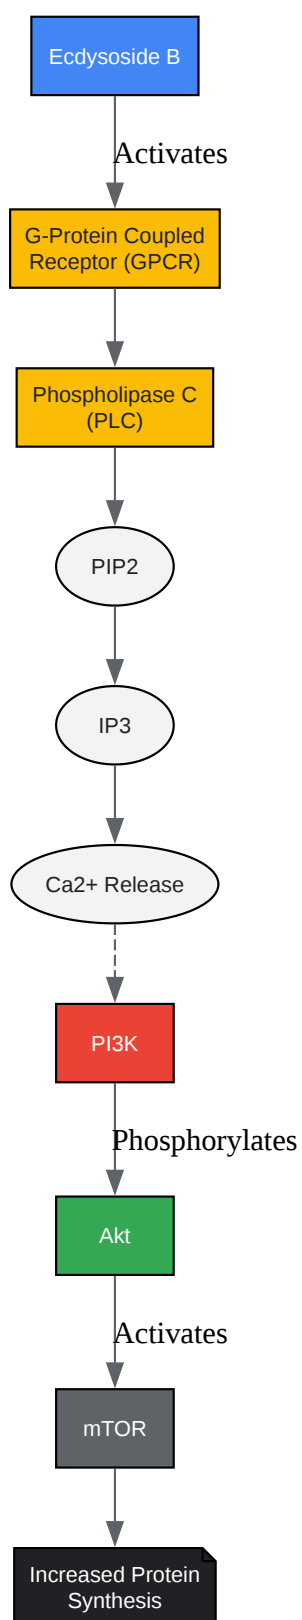 Ecdysoside B
Activates
G-Protein Coupled
Receptor (GPCR)
Phospholipase C
(PLC)
PIP2
IP3
Ca2+ Release
PI3K
Phosphorylates
Akt
Activates
mTOR
Increased Protein
Synthesis